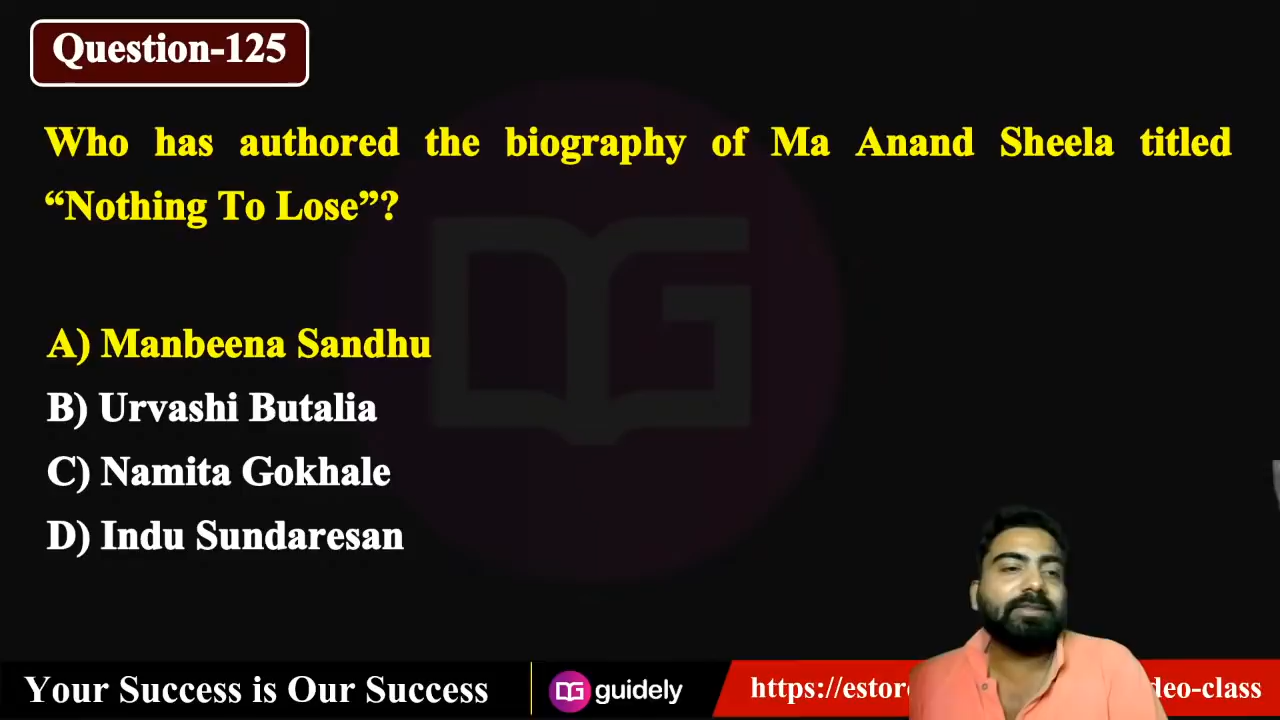 Question-125
Who has authored the biography of Ma Anand Sheela titled
“Nothing To Lose”?
A) Manbeena Sandhu
B) Urvashi Butalia
C) Namita Gokhale
D) Indu Sundaresan
Your Success is Our Success
DG guidely
https://estor
deo-class